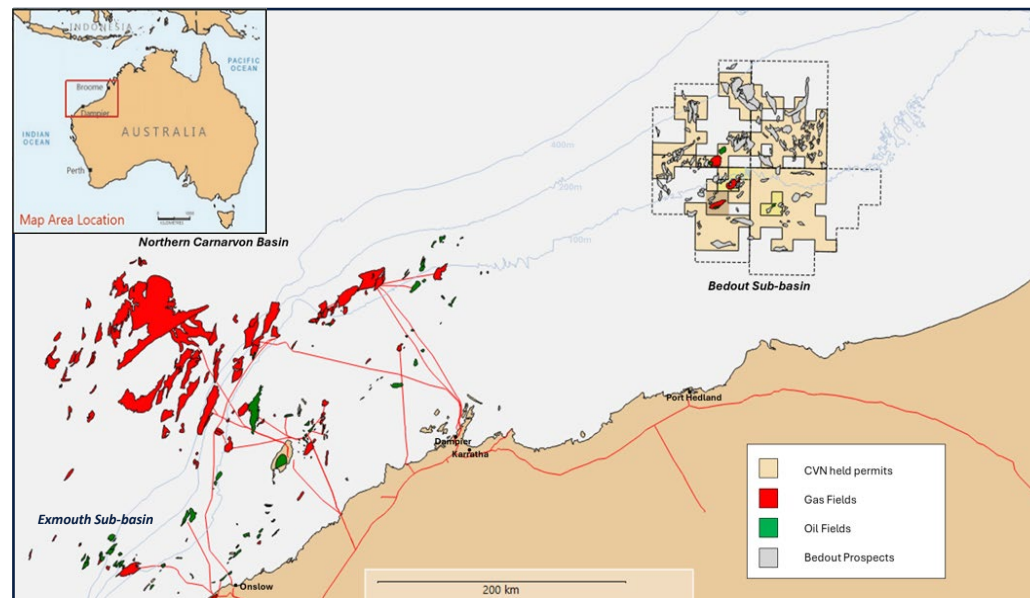 INDONESIA
PACIFIC
OCEAN
Broome
Dampier
INDIAN
OCEAN
AUSTRALIA
Perth
Map Area Location
Northern Carnarvon Basin
400m
200m
100m
Bedout Sub-basin
Port Hedland
Dampier
Karratha
Exmouth Sub-basin
Onslow
CVN held permits
Gas Fields
Oil Fields
Bedout Prospects
200 km